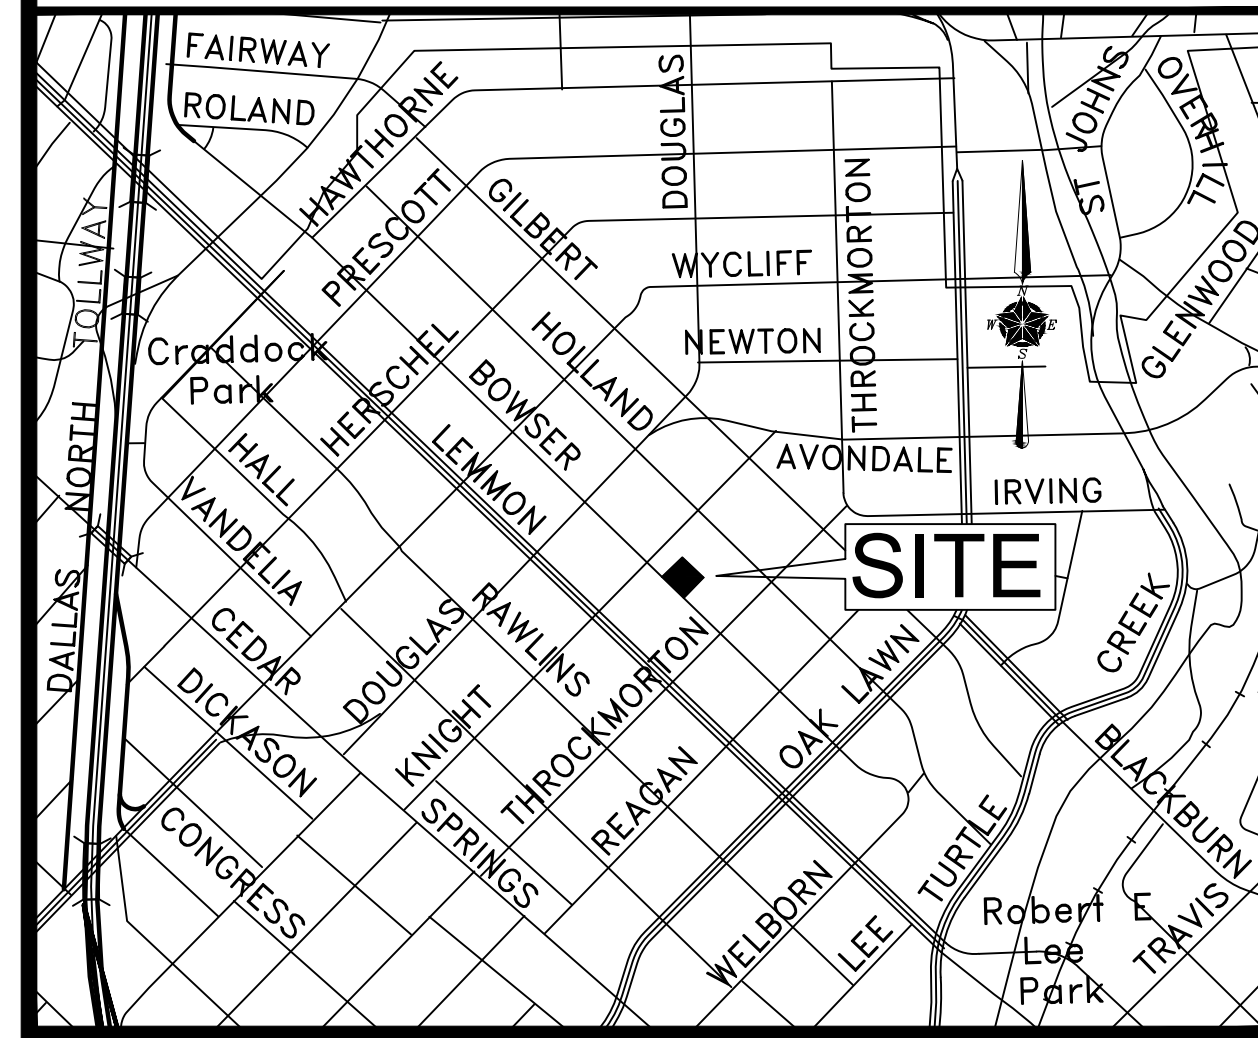 FAIRWAY
ROLAND
HAWTHORNE
PRESCOTT
GILBERT
DOUGLAS
THROCKMORTON
ST JOHNS
OVERHILL
GLENWOOD
WYCLIFF
NEWTON
TOLLWAY
NORTH
DALLAS
Craddock
Park
HERSCHEL
HOLLAND
BOWSER
LEMMON
HALL
VANDELIA
CEDAR
DICKASON
CONGRESS
AVONDALE
IRVING
N
W
E
S
SITE
DOUGLAS
RAWLINS
KNIGHT
THROCKMORTON
REAGAN
SPRINGS
OAK LAWN
CREEK
TURTLE
BLACKBURN
WELBORN
LEE
TRAVIS
Robert E
Lee
Park